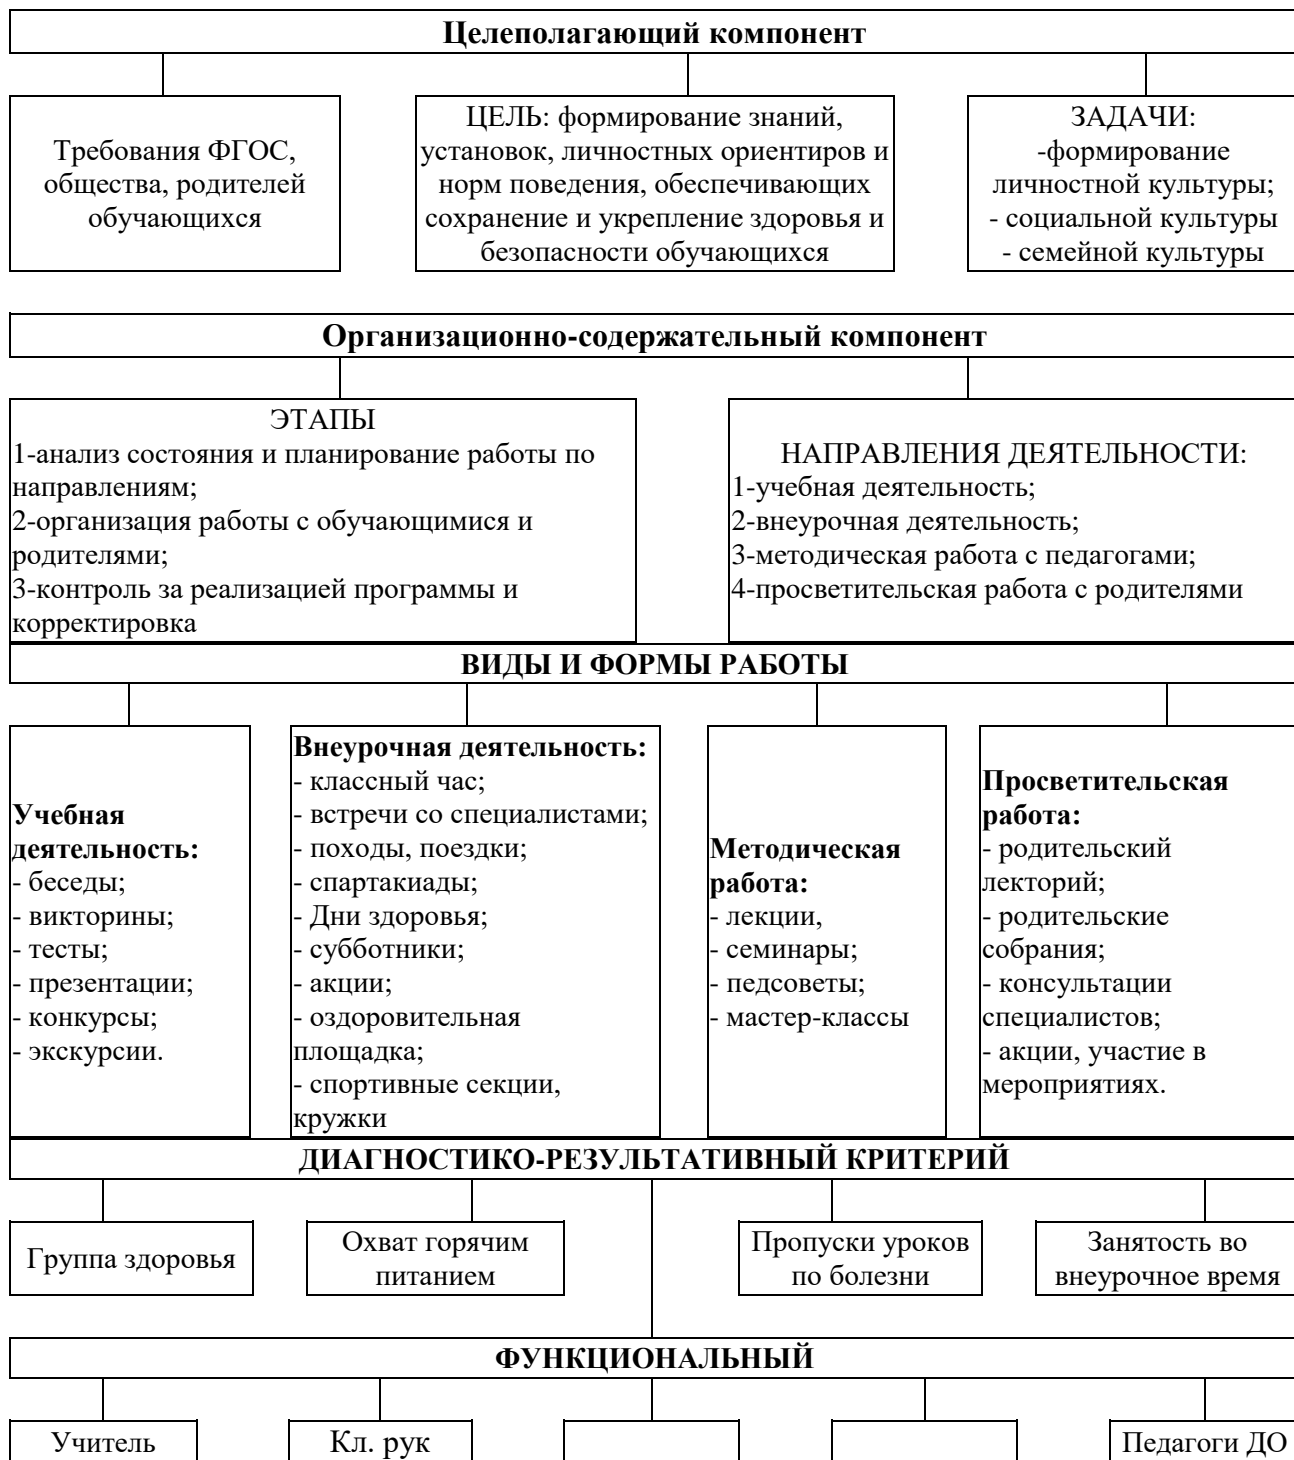 Целеполагающий компонент
Требования ФГОС,
общества, родителей
обучающихся
ЦЕЛЬ: формирование знаний,
установок, личностных ориентиров и
норм поведения, обеспечивающих
сохранение и укрепление здоровья и
безопасности обучающихся
ЗАДАЧИ:
-формирование
личностной культуры;
- социальной культуры
- семейной культуры
Организационно-содержательный компонент
ЭТАПЫ
1-анализ состояния и планирование работы по
направлениям;
2-организация работы с обучающимися и
родителями;
3-контроль за реализацией программы и
корректировка
НАПРАВЛЕНИЯ ДЕЯТЕЛЬНОСТИ:
1-учебная деятельность;
2-внеурочная деятельность;
3-методическая работа с педагогами;
4-просветительская работа с родителями
ВИДЫ И ФОРМЫ РАБОТЫ
Учебная
деятельность:
- беседы;
- викторины;
- тесты;
- презентации;
- конкурсы;
- экскурсии.
Внеурочная деятельность:
- классный час;
- встречи со специалистами;
- походы, поездки;
- спартакиады;
- Дни здоровья;
- субботники;
- акции;
- оздоровительная
площадка;
- спортивные секции,
кружки
Методическая
работа:
- лекции,
- семинары;
- педсоветы;
- мастер-классы
Просветительская
работа:
- родительский
лекторий;
- родительские
собрания;
- консультации
специалистов;
- акции, участие в
мероприятиях.
ДИАГНОСТИКО-РЕЗУЛЬТАТИВНЫЙ КРИТЕРИЙ
Группа здоровья
Охват горячим
питанием
Пропуски уроков
по болезни
Занятость во
внеурочное время
ФУНКЦИОНАЛЬНЫЙ
Учитель
Кл. рук
Педагоги ДО